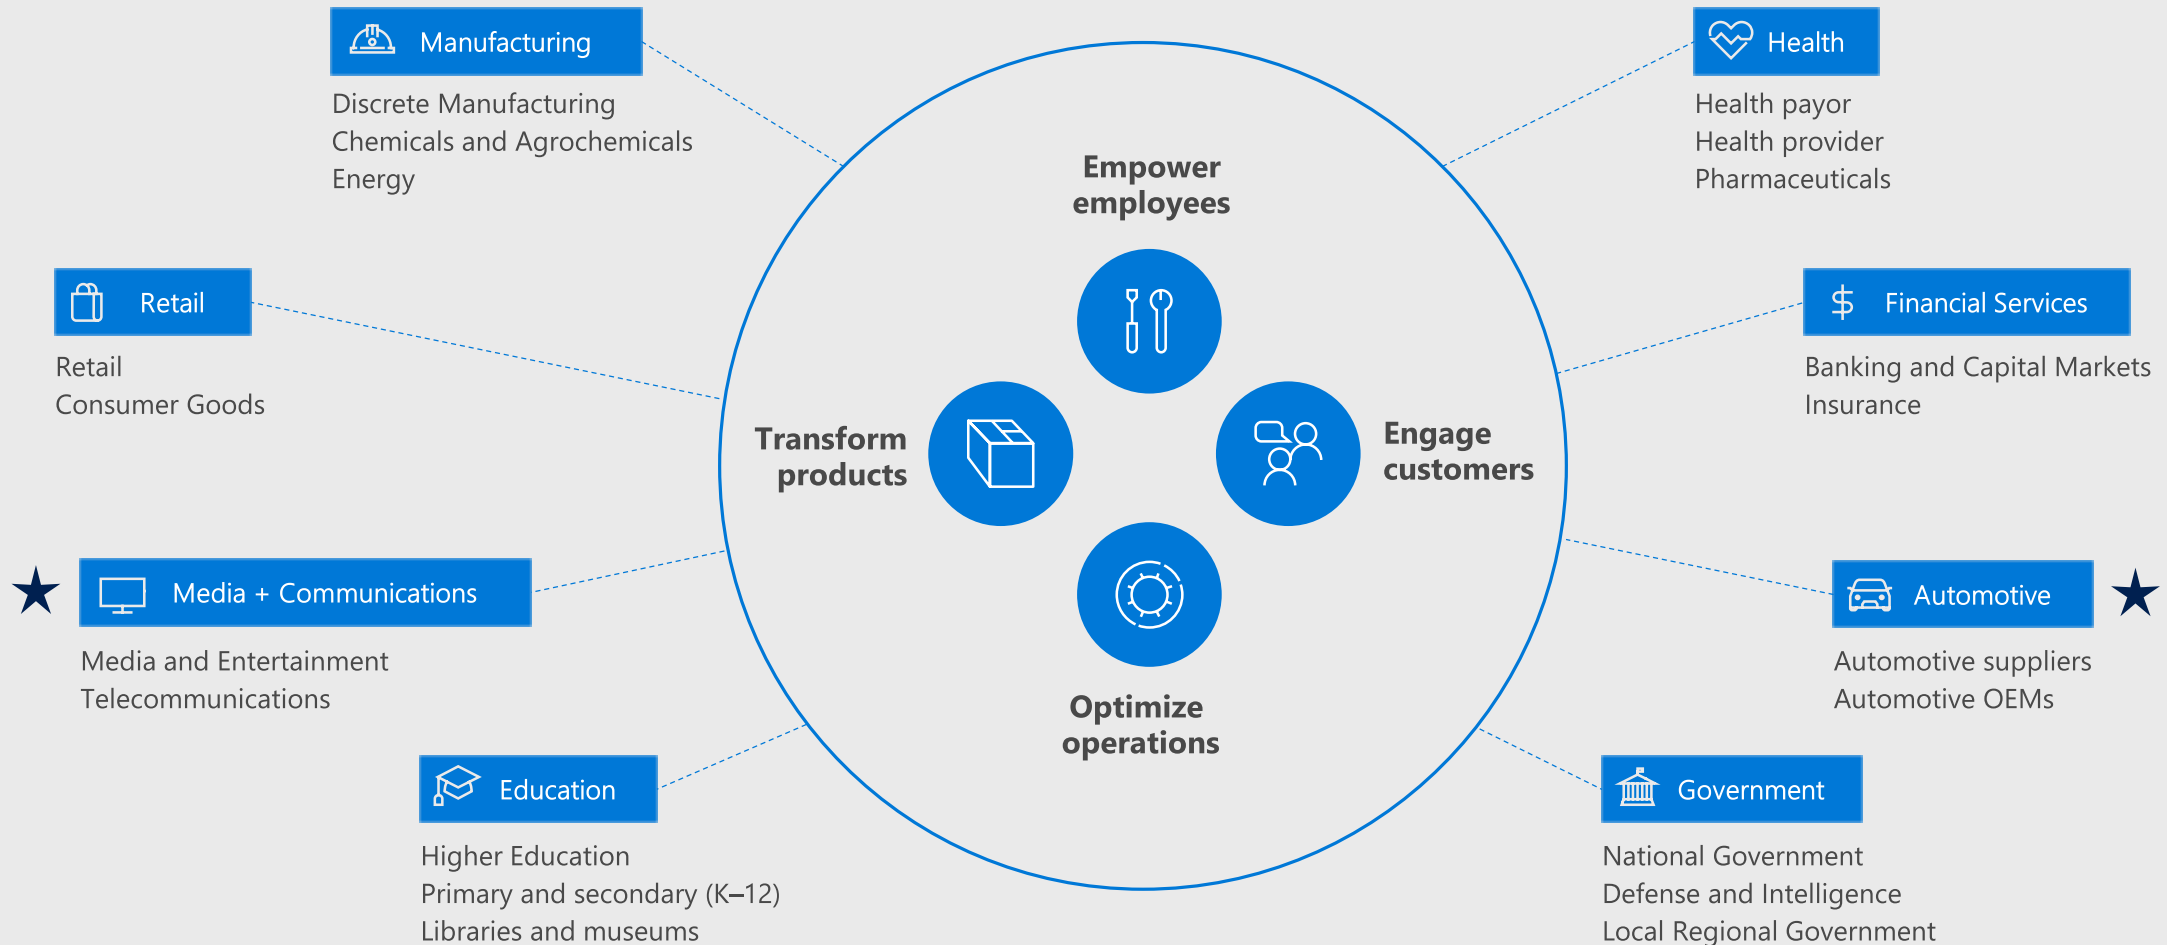 Manufacturing
Discrete Manufacturing
Chemicals and Agrochemicals
Energy
Retail
Retail
Consumer Goods
Media + Communications
Media and Entertainment
Telecommunications
Education
Higher Education
Primary and secondary (K–12)
Libraries and museums
Empower
employees
Transform
products
Engage
customers
Optimize
operations
Health
Health payor
Health provider
Pharmaceuticals
Financial Services
Banking and Capital Markets
Insurance
Automotive
Automotive suppliers
Automotive OEMs
Government
National Government
Defense and Intelligence
Local Regional Government